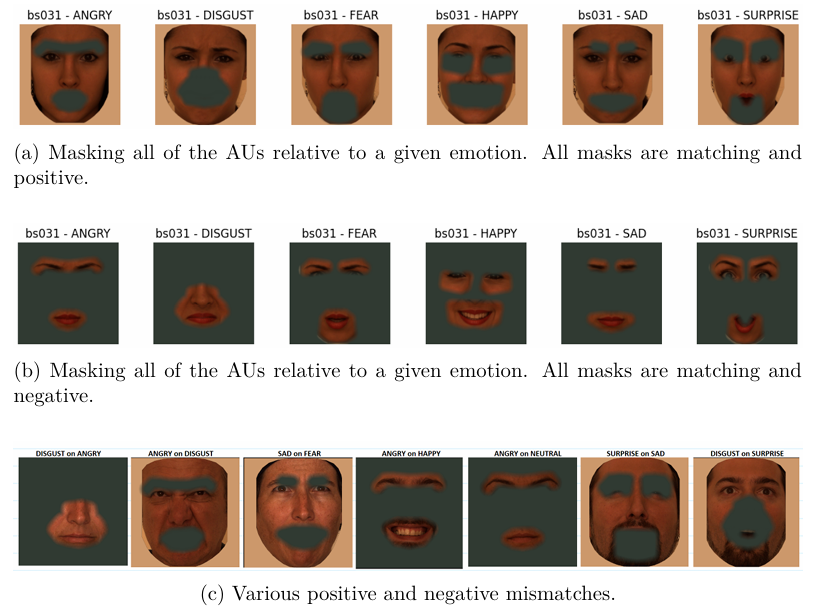 bs031 - ANGRY bs031 - DISGUST bs031 - FEAR bs031 - HAPPY bs031 - SAD bs031 - SURPRISE
(a) Masking all of the AUs relative to a given emotion. All masks are matching and
positive.
bs031 - ANGRY bs031 - DISGUST bs031 - FEAR bs031 - HAPPY bs031 - SAD bs031 - SURPRISE
(b) Masking all of the AUs relative to a given emotion. All masks are matching and
negative.
DISGUST on ANGRY ANGRY on DISGUST SAD on FEAR ANGRY on HAPPY ANGRY on NEUTRAL SURPRISE on SAD DISGUST on SURPRISE
(c) Various positive and negative mismatches.